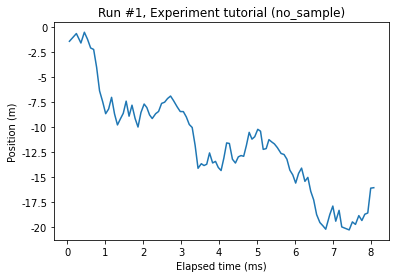 Run #1, Experiment tutorial (no_sample)
Position (m)
0
-2.5
-5
-7.5
-10
-12.5
-15
-17.5
-20
0 1 2 3 4 5 6 7 8
Elapsed time (ms)